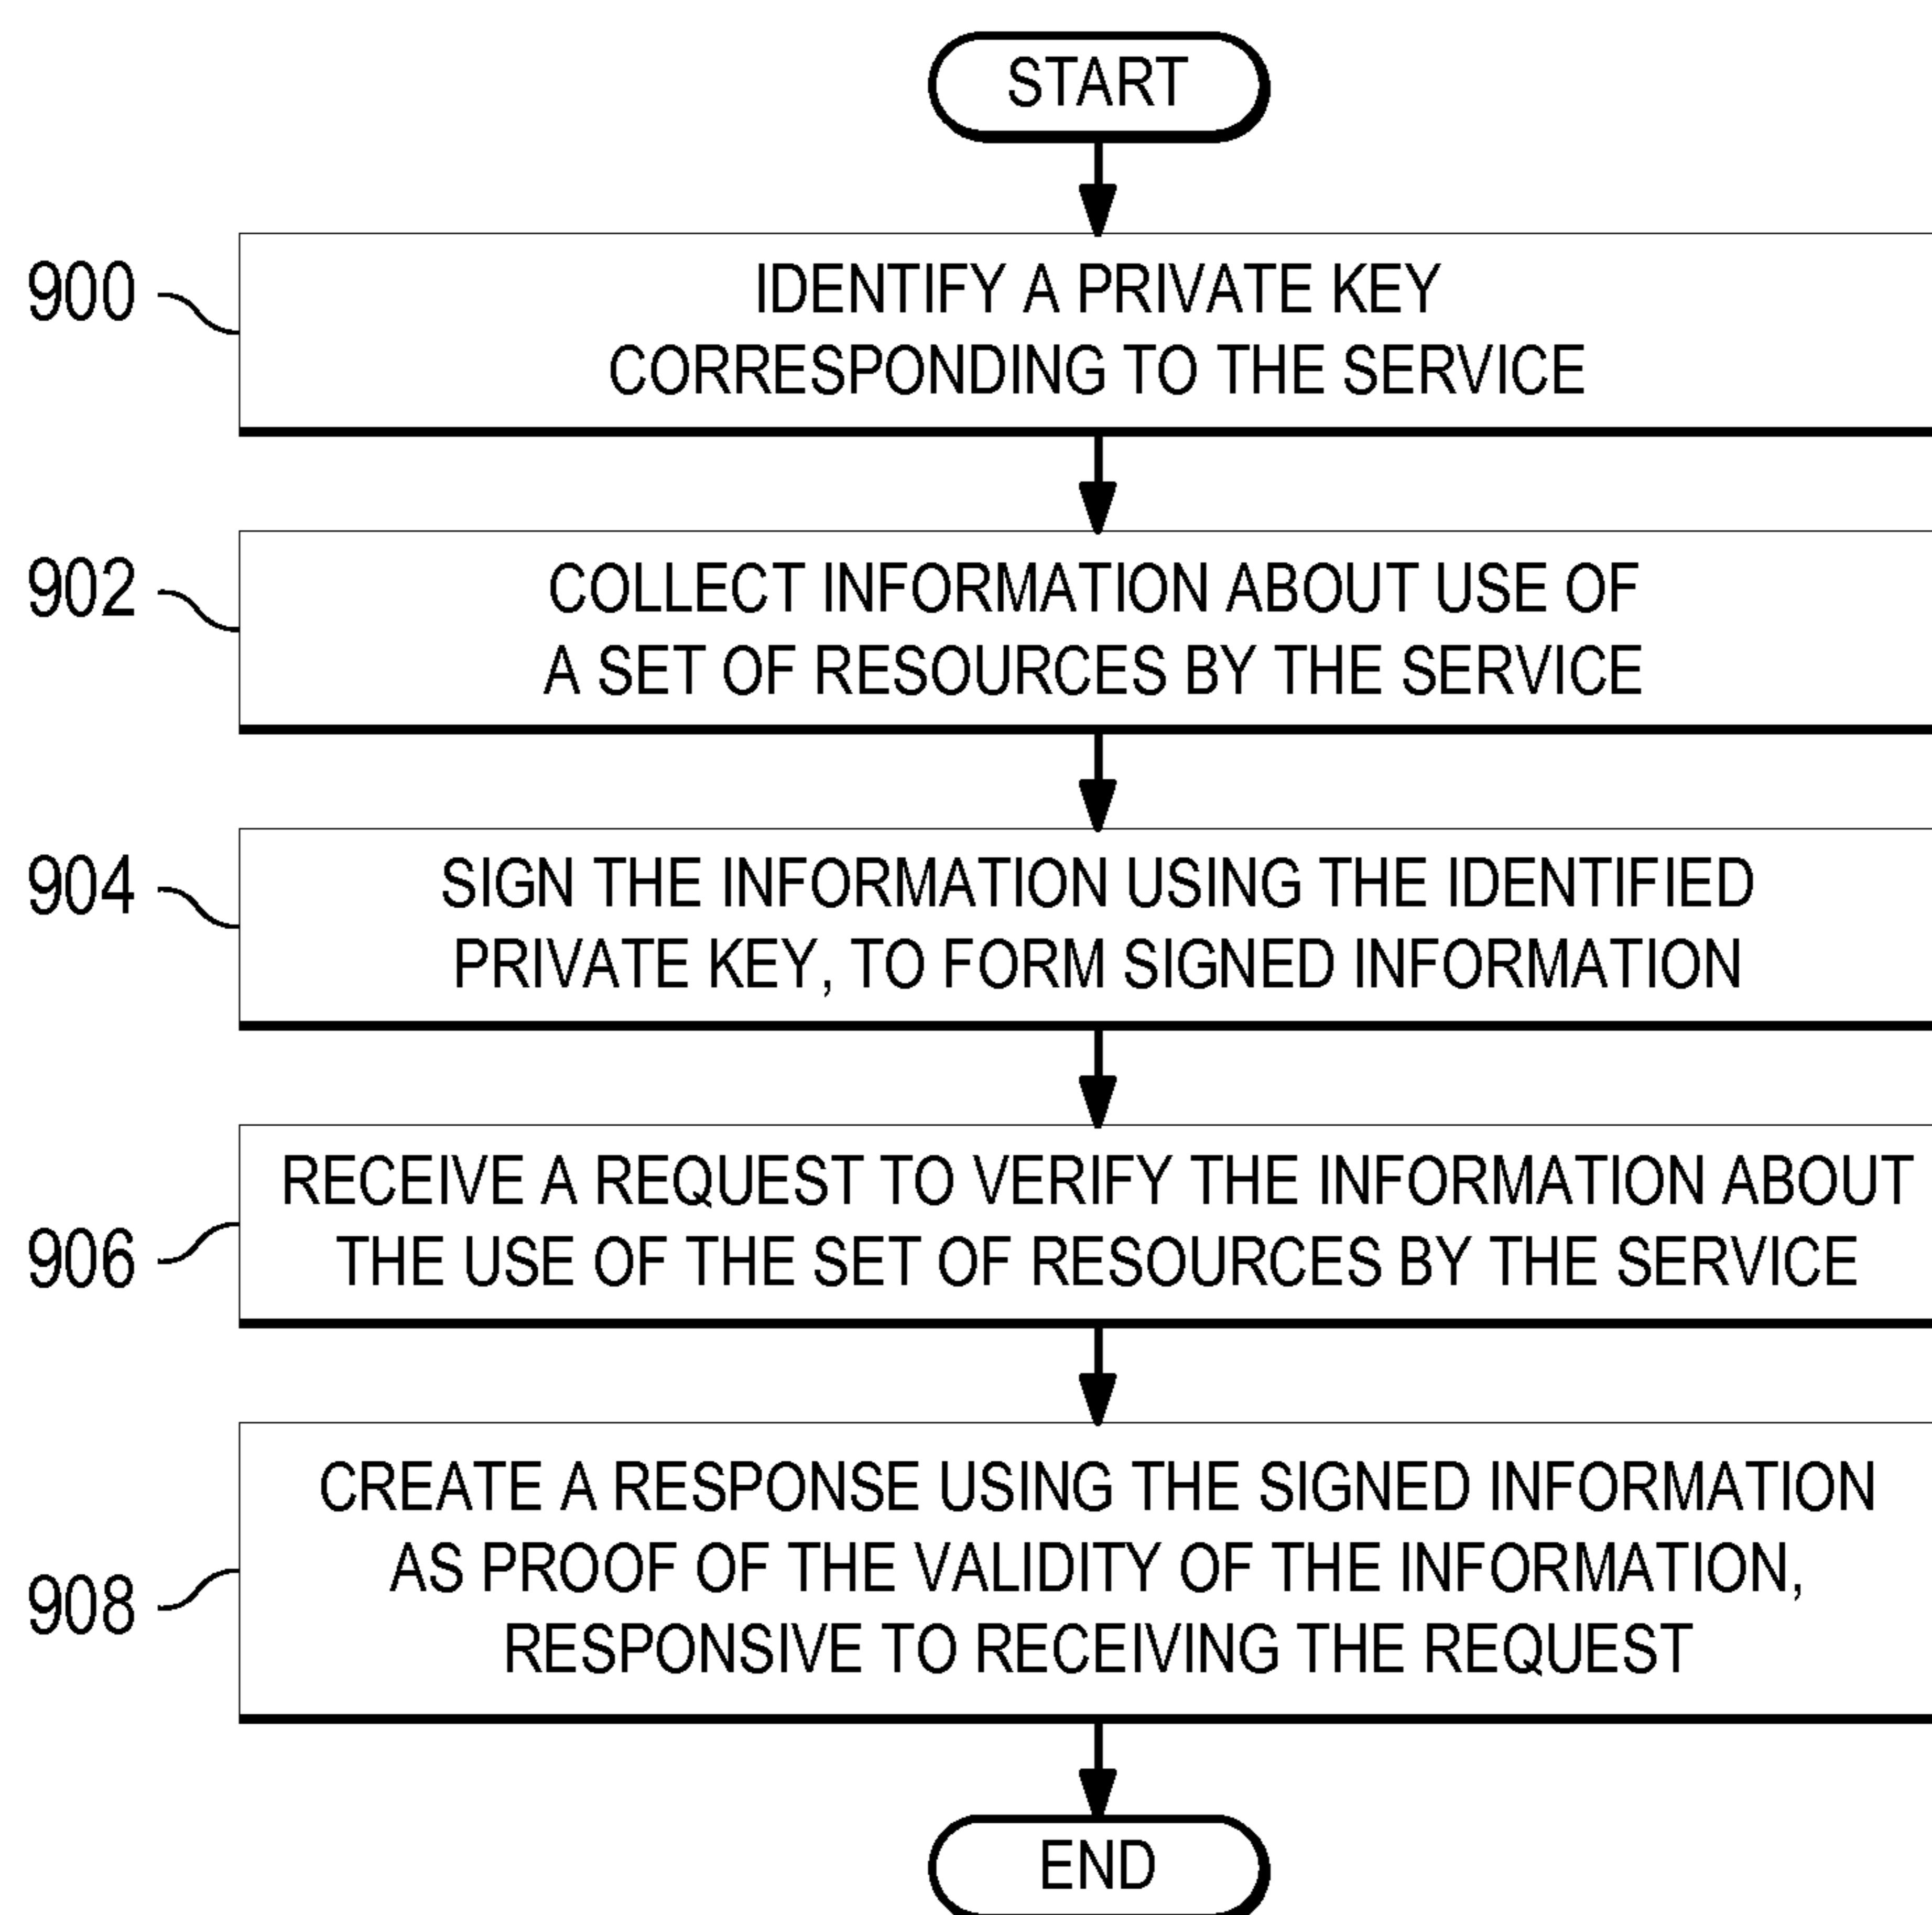 START
900
IDENTIFY A PRIVATE KEY
CORRESPONDING TO THE SERVICE
902
COLLECT INFORMATION ABOUT USE OF
A SET OF RESOURCES BY THE SERVICE
904
SIGN THE INFORMATION USING THE IDENTIFIED
PRIVATE KEY, TO FORM SIGNED INFORMATION
906
RECEIVE A REQUEST TO VERIFY THE INFORMATION ABOUT
THE USE OF THE SET OF RESOURCES BY THE SERVICE
908
CREATE A RESPONSE USING THE SIGNED INFORMATION
AS PROOF OF THE VALIDITY OF THE INFORMATION,
RESPONSIVE TO RECEIVING THE REQUEST
END